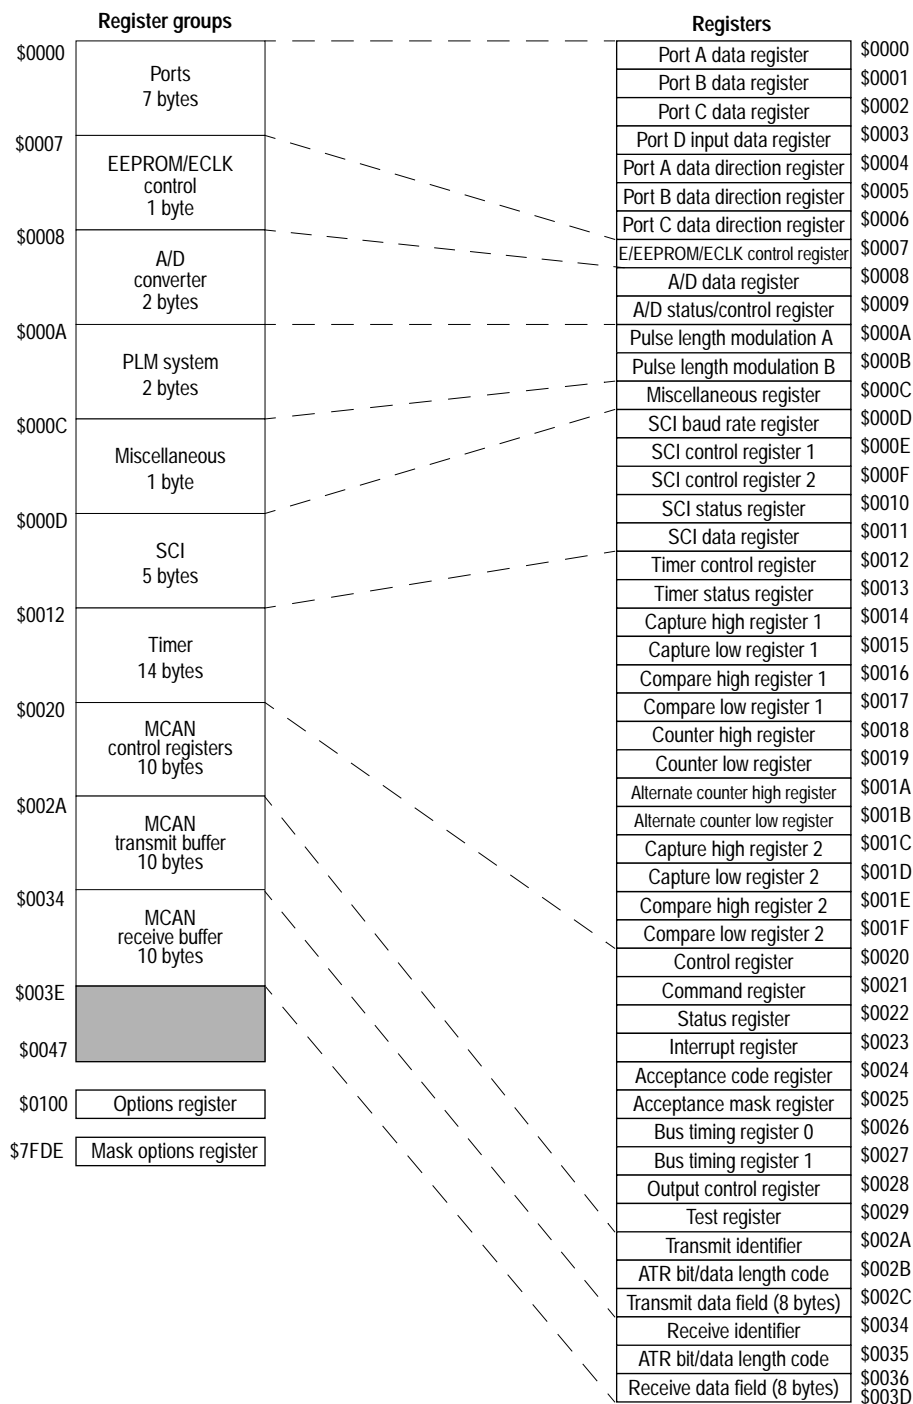 Register groups
$0000
Ports
7 bytes
$0007
EEPROM/ECLK
control
1 byte
$0008
A/D
converter
2 bytes
$000A
PLM system
2 bytes
$000C
Miscellaneous
1 byte
$000D
SCI
5 bytes
$0012
Timer
14 bytes
$0020
MCAN
control registers
10 bytes
$002A
MCAN
transmit buffer
10 bytes
$0034
MCAN
receive buffer
10 bytes
$003E
$0047
$0100 Options register
$7FDE Mask options register
Registers
Port A data register $0000
Port B data register $0001
Port C data register $0002
Port D input data register $0003
Port A data direction register $0004
Port B data direction register $0005
Port C data direction register $0006
E/EEPROM/ECLK control register $0007
A/D data register $0008
A/D status/control register $0009
Pulse length modulation A $000A
Pulse length modulation B $000B
Miscellaneous register $000C
SCI baud rate register $000D
SCI control register 1 $000E
SCI control register 2 $000F
SCI status register $0010
SCI data register $0011
Timer control register $0012
Timer status register $0013
Capture high register 1 $0014
Capture low register 1 $0015
Compare high register 1 $0016
Compare low register 1 $0017
Counter high register $0018
Counter low register $0019
Alternate counter high register $001A
Alternate counter low register $001B
Capture high register 2 $001C
Capture low register 2 $001D
Compare high register 2 $001E
Compare low register 2 $001F
Control register $0020
Command register $0021
Status register $0022
Interrupt register $0023
Acceptance code register $0024
Acceptance mask register $0025
Bus timing register 0 $0026
Bus timing register 1 $0027
Output control register $0028
Test register $0029
Transmit identifier $002A
ATR bit/data length code $002B
Transmit data field (8 bytes) $002C
Receive identifier $0034
ATR bit/data length code $0035
Receive data field (8 bytes) $0036
$003D